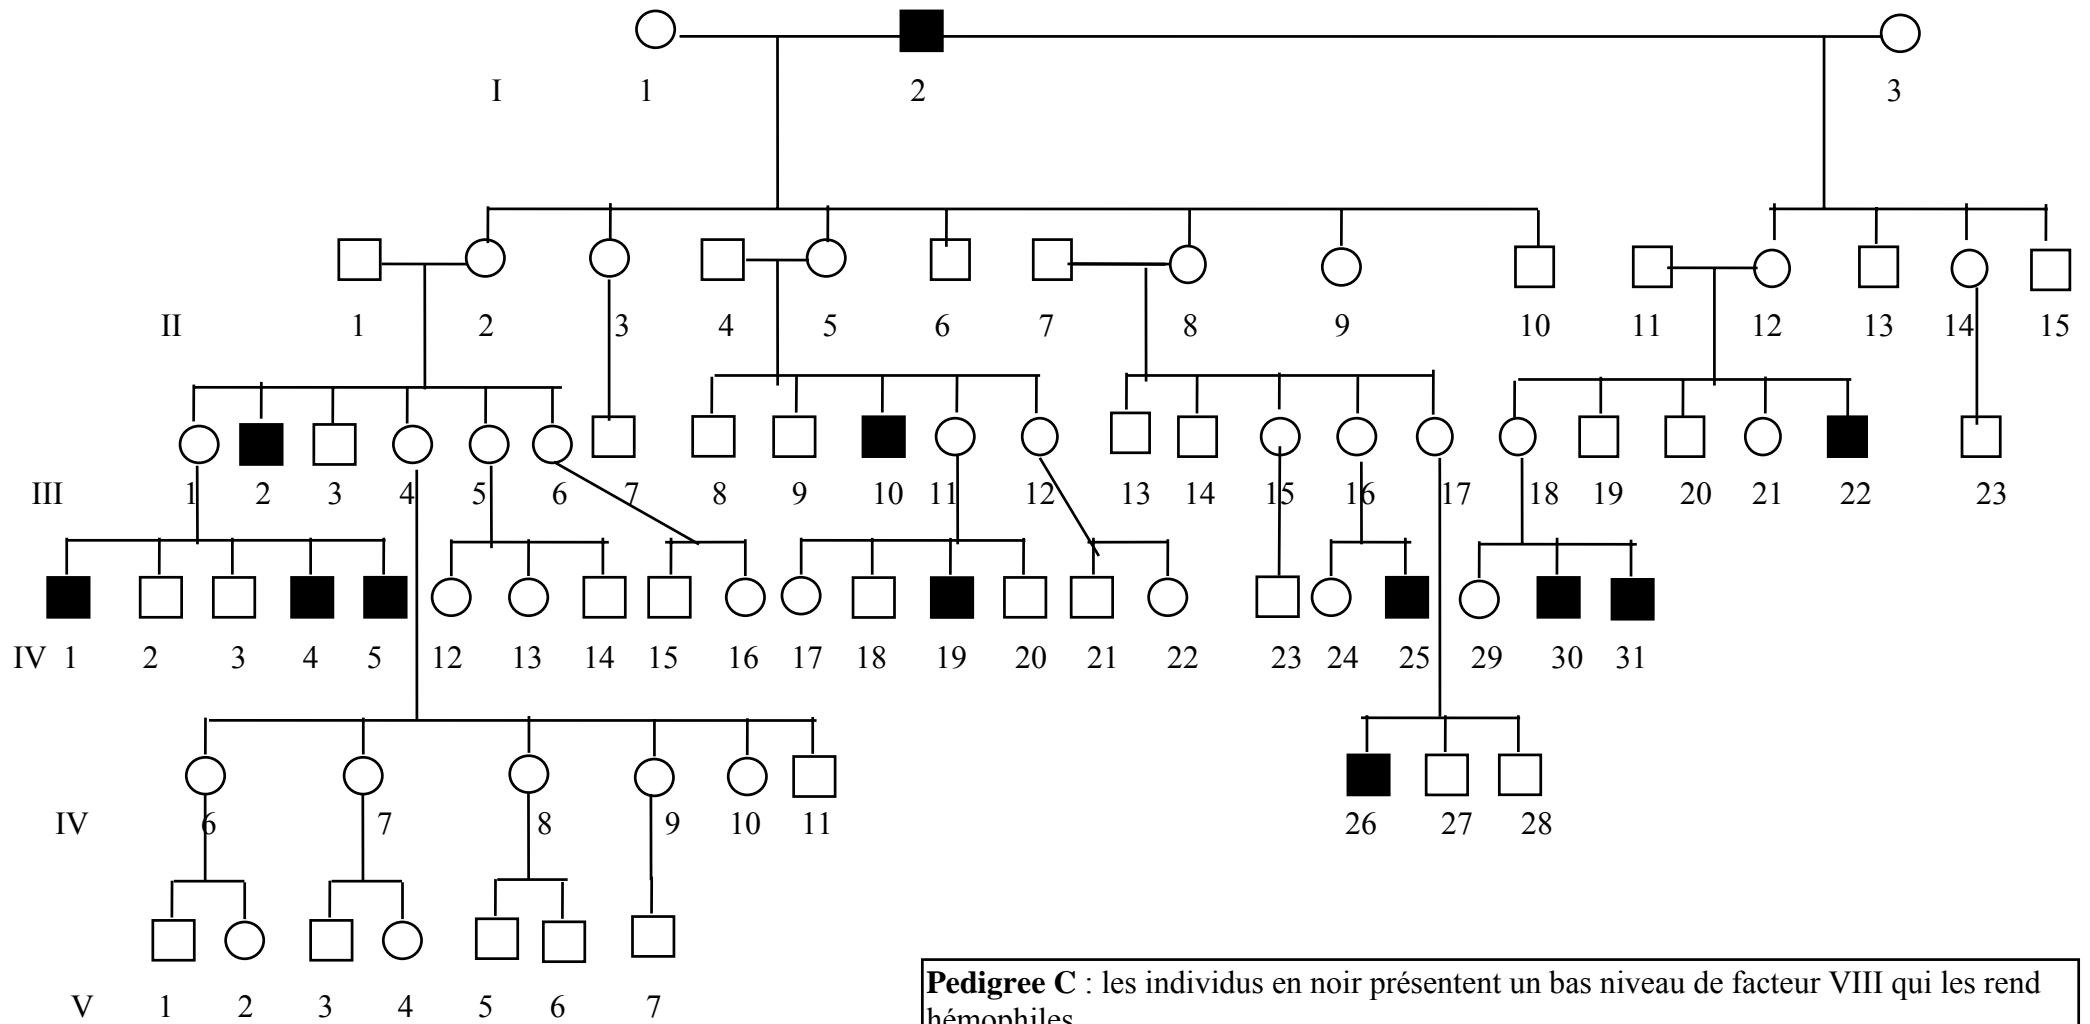 I 1 2 3
II 1 2 3 4 5 6 7 8 9 10 11 12 13 14 15
III 1 2 3 4 5 6 7 8 9 10 11 12 13 14 15 16 17 18 19 20 21 22 23
IV 1 2 3 4 5 12 13 14 15 16 17 18 19 20 21 22 23 24 25 29 30 31
IV 6 7 8 9 10 11 26 27 28
Pedigree C : les individus en noir présentent un bas niveau de facteur VIII qui les rend
V 1 2 3 4 5 6 7
hémophiles